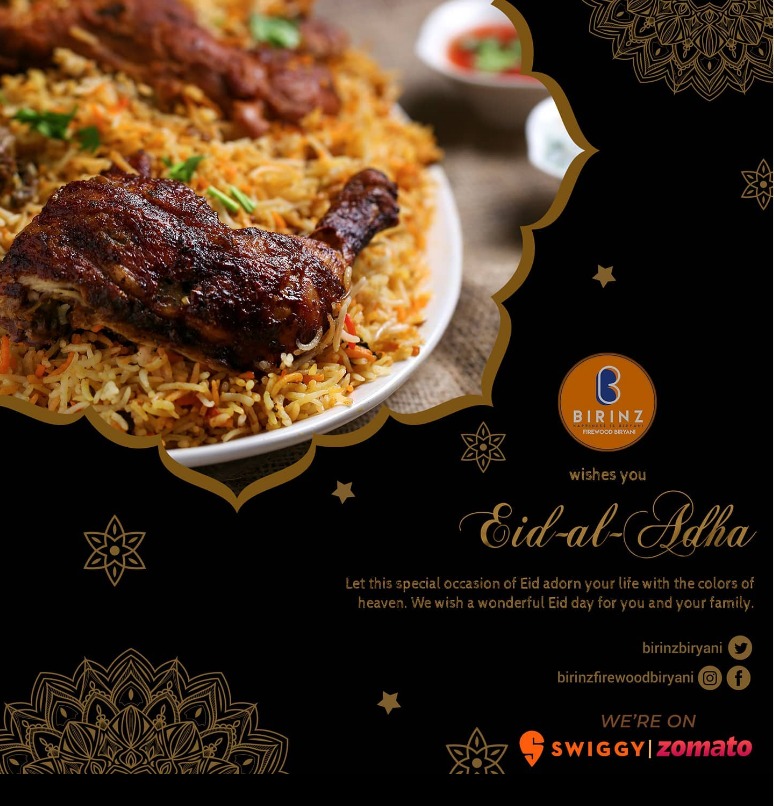 BIRINZ
FIREWOOD BIRYANI
wishes you
Eid-al-Adha
Let this special occasion of Eid adorn your life with the colors of
heaven. We wish a wonderful Eid day for you and your family.
birinzbiryani
birinzfirewoodbiryani
WE'RE ON
SWIGGY | zomato